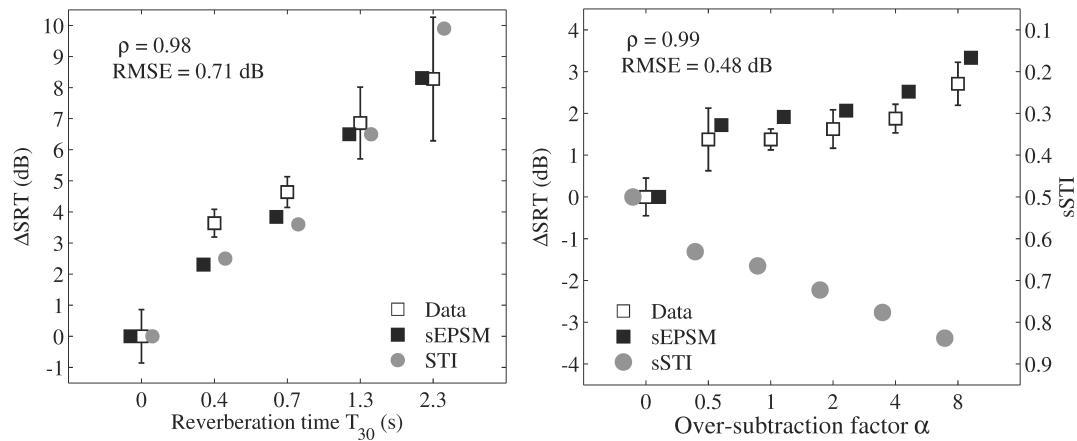 ρ = 0.98
RMSE = 0.71 dB
ΔSRT (dB)
10
9
8
7
6
5
4
3
2
1
0
-1
Data
sEPSM
STI
0 0.4 0.7 1.3 2.3
Reverberation time T30 (s)
ρ = 0.99
RMSE = 0.48 dB
ΔSRT (dB)
4
3
2
1
0
-1
-2
-3
-4
0.1
0.2
0.3
0.4
0.5
0.6
0.7
0.8
0.9
sSTI
Data
sEPSM
sSTI
0 0.5 1 2 4 8
Over-subtraction factor α